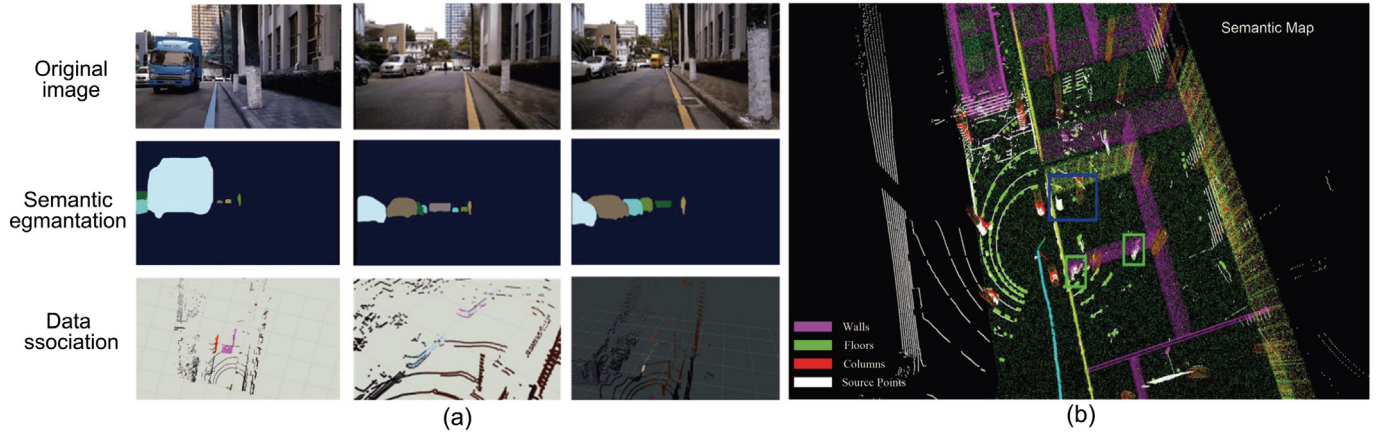 Original
image
Semantic
egmantation
Data
ssociation
(a)
Semantic Map
Walls
Floors
Columns
Source Points
(b)